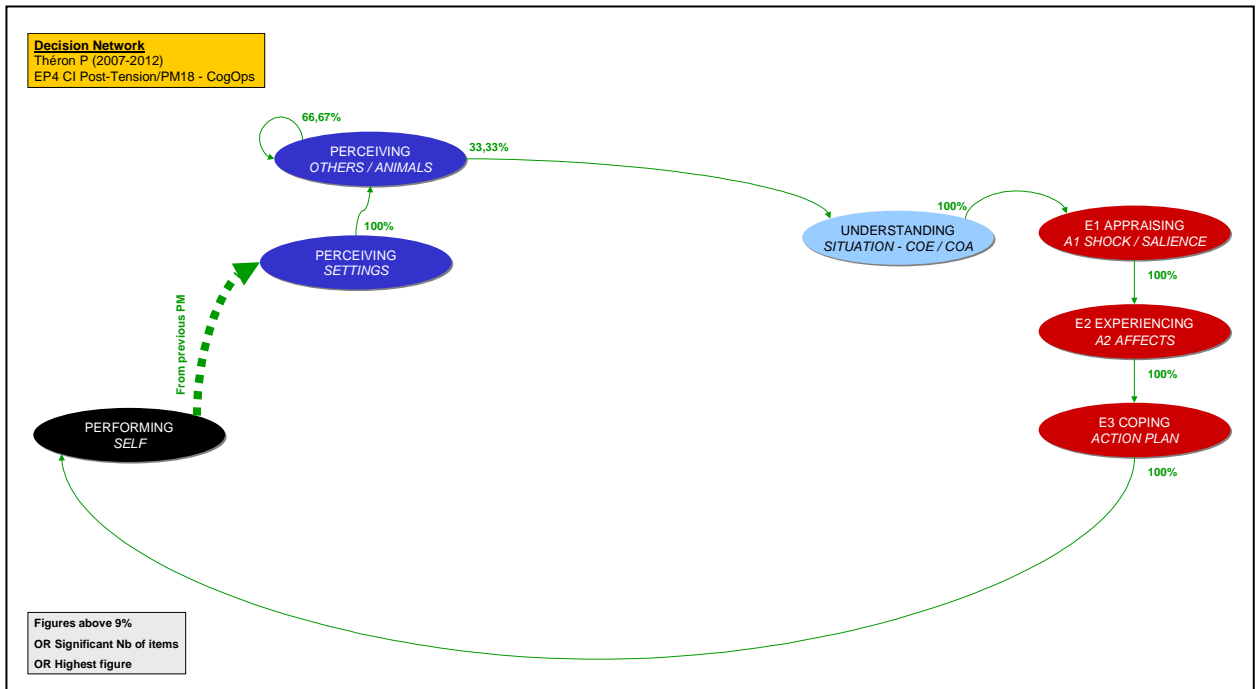 Decision Network
Théron P (2007-2012)
EP4 CI Post-Tension/PM18 - CogOps
66,67%
PERCEIVING
OTHERS / ANIMALS
33,33%
100%
PERCEIVING
SETTINGS
UNDERSTANDING
SITUATION - COE / COA
100%
E1 APPRAISING
A1 SHOCK / SALIENCE
100%
E2 EXPERIENCING
A2 AFFECTS
100%
E3 COPING
ACTION PLAN
100%
From previous PM
PERFORMING
SELF
Figures above 9%
OR Significant Nb of items
OR Highest figure